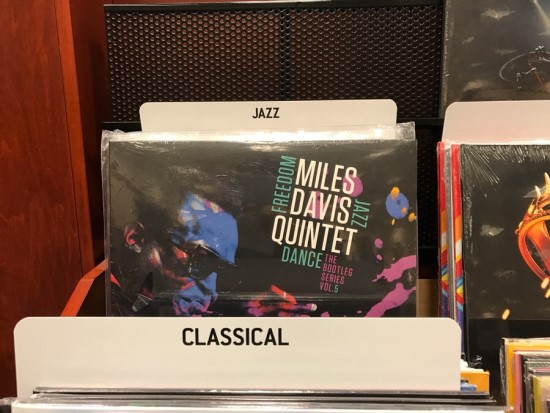 JAZZ
FREEDOM
MILES
DAVIS
QUINTET
JAZZ
DANCE
THE
BOOTLEG
SERIES
VOL.5
CLASSICAL